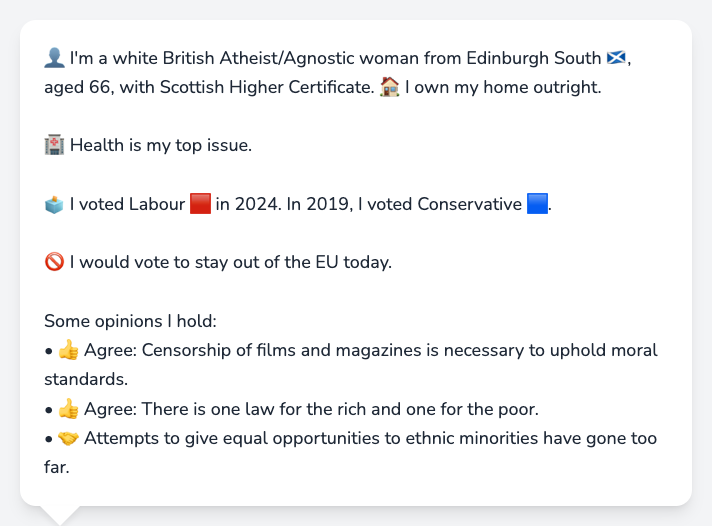 👤 I'm a white British Atheist/Agnostic woman from Edinburgh South 🏴󠁧󠁢󠁳󠁣󠁴󠁿,
aged 66, with Scottish Higher Certificate. 🏠 I own my home outright.
🏥 Health is my top issue.
🗳️ I voted Labour 🟥 in 2024. In 2019, I voted Conservative 🟦.
🚫 I would vote to stay out of the EU today.
Some opinions I hold:
• 👍 Agree: Censorship of films and magazines is necessary to uphold moral
standards.
• 👍 Agree: There is one law for the rich and one for the poor.
• 🤝 Attempts to give equal opportunities to ethnic minorities have gone too
far.